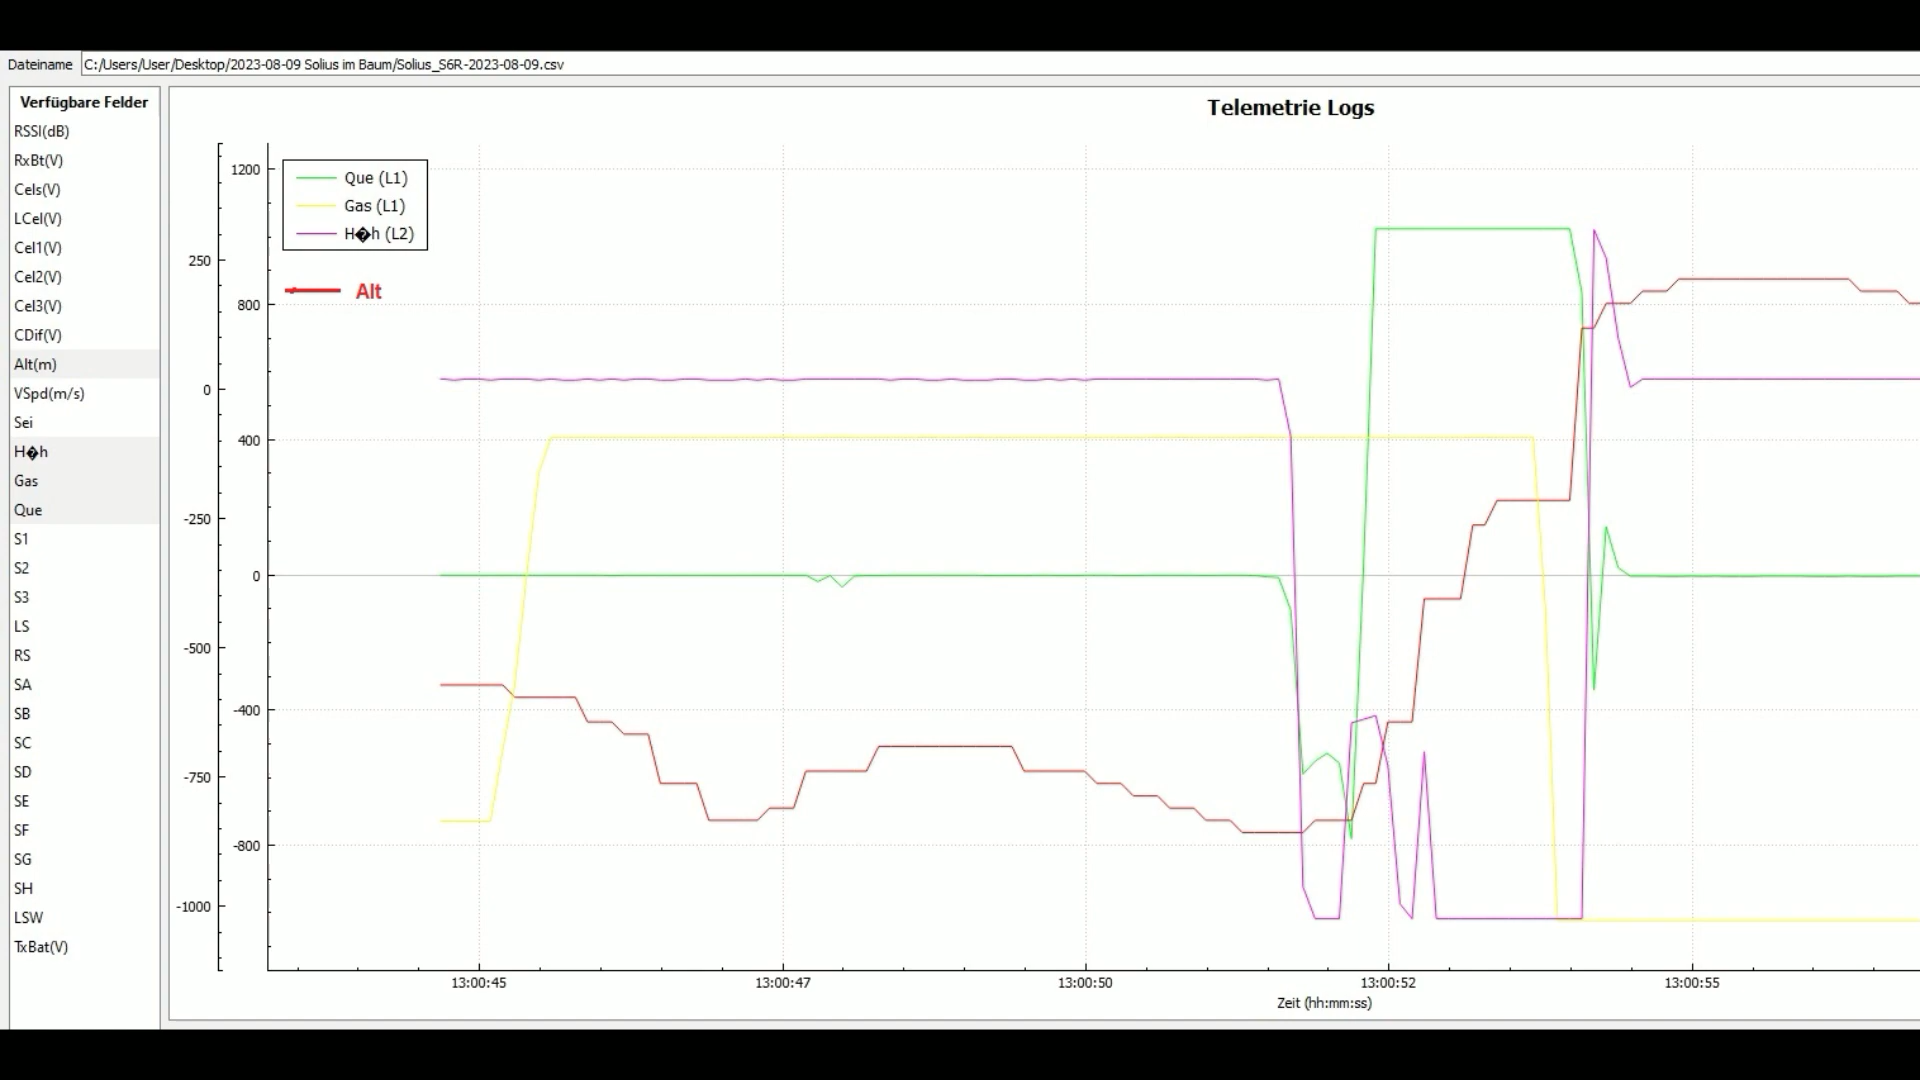 Dateiname C:/Users/User/Desktop/2023-08-09 Solius im Baum/Solius_S6R-2023-08-09.csv
Verfügbare Felder
RSSI(dB)
RxBt(V)
Cels(V)
LCel(V)
Cel1(V)
Cel2(V)
Cel3(V)
CDif(V)
Alt(m)
VSpd(m/s)
Sei
H�h
Gas
Que
S1
S2
S3
LS
RS
SA
SB
SC
SD
SE
SF
SG
SH
LSW
TxBat(V)
Telemetrie Logs
250
0
-250
-500
-750
-1000
1200
800
400
0
-400
-800
Que (L1)
Gas (L1)
H�h (L2)
Alt
13:00:45 13:00:47 13:00:50 13:00:52 13:00:55
Zeit (hh:mm:ss)